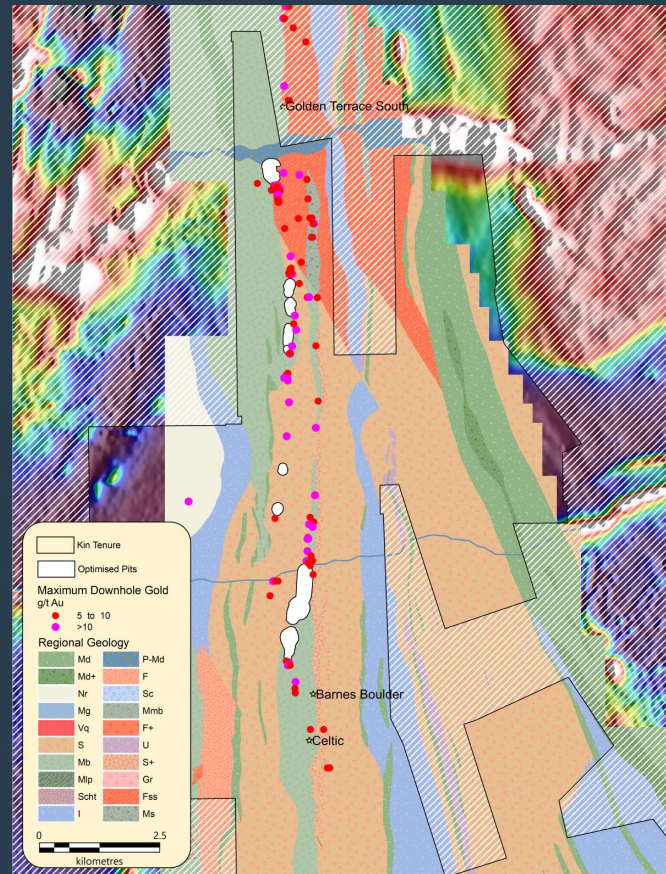 Golden Terrace South
Barnes Boulder
Celtic
Kin Tenure
Optimised Pits
Maximum Downhole Gold
g/t Au
5 to 10
>10
Regional Geology
Md P-Md
Md+ F
Nr Sc
Mg Mmb
Vq F+
S U
Mb S+
Mlp Gr
Scht Fss
I Ms
0 2.5
kilometres